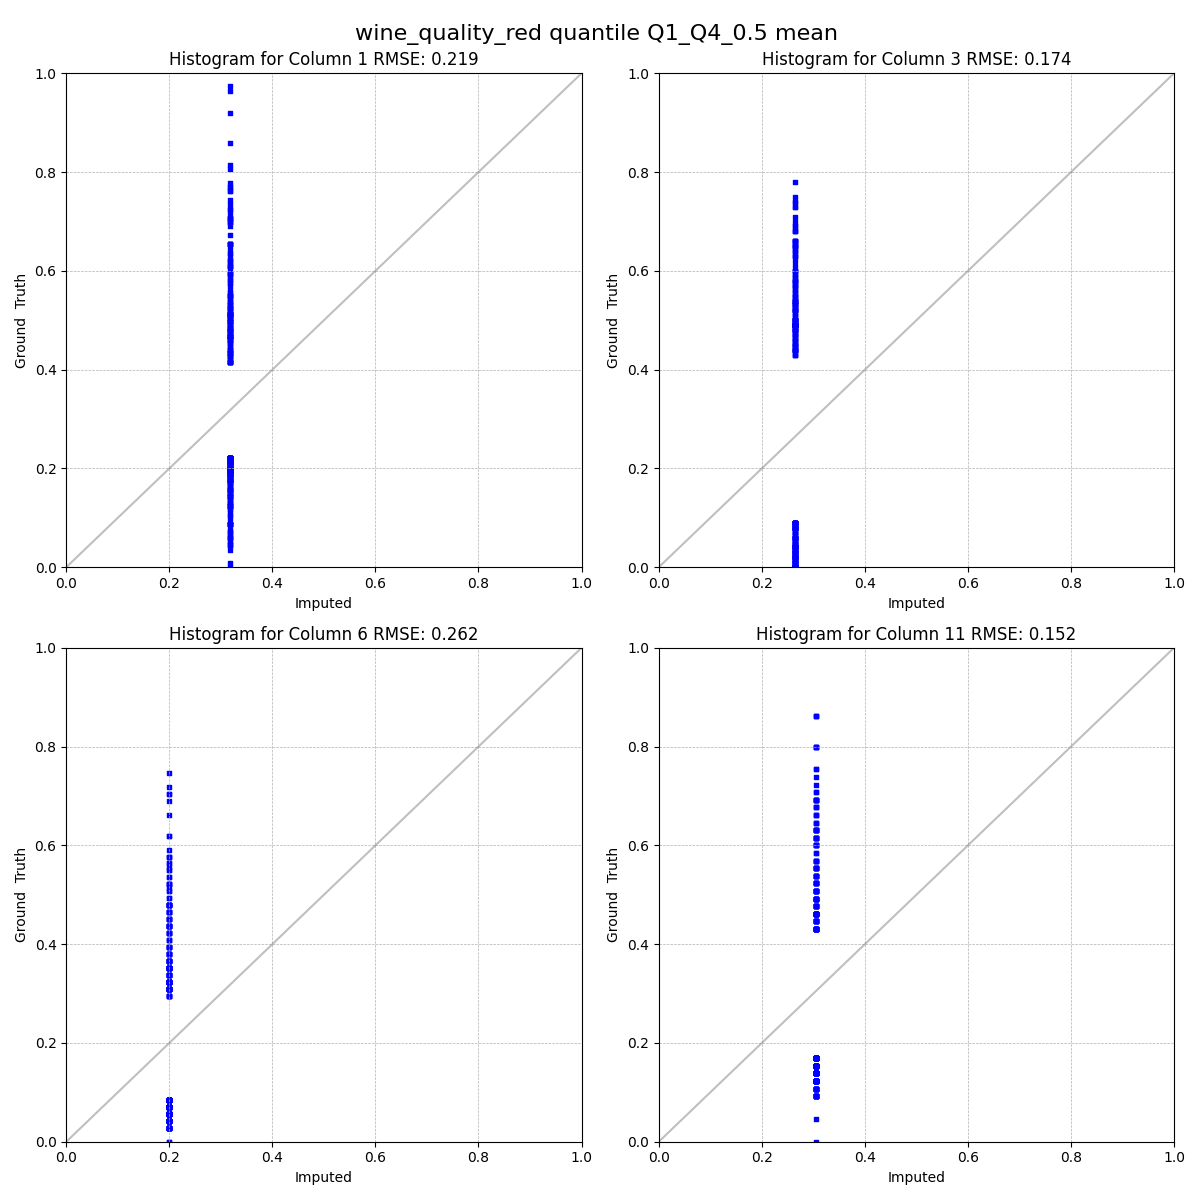 wine_quality_red quantile Q1_Q4_0.5 mean
Histogram for Column 1 RMSE: 0.219
1.0
0.8
0.6
0.4
0.2
0.0
Ground  Truth
0.0 0.2 0.4 0.6 0.8 1.0
Imputed
Histogram for Column 3 RMSE: 0.174
1.0
0.8
0.6
0.4
0.2
0.0
Ground  Truth
0.0 0.2 0.4 0.6 0.8 1.0
Imputed
Histogram for Column 6 RMSE: 0.262
1.0
0.8
0.6
0.4
0.2
0.0
Ground  Truth
0.0 0.2 0.4 0.6 0.8 1.0
Imputed
Histogram for Column 11 RMSE: 0.152
1.0
0.8
0.6
0.4
0.2
0.0
Ground  Truth
0.0 0.2 0.4 0.6 0.8 1.0
Imputed